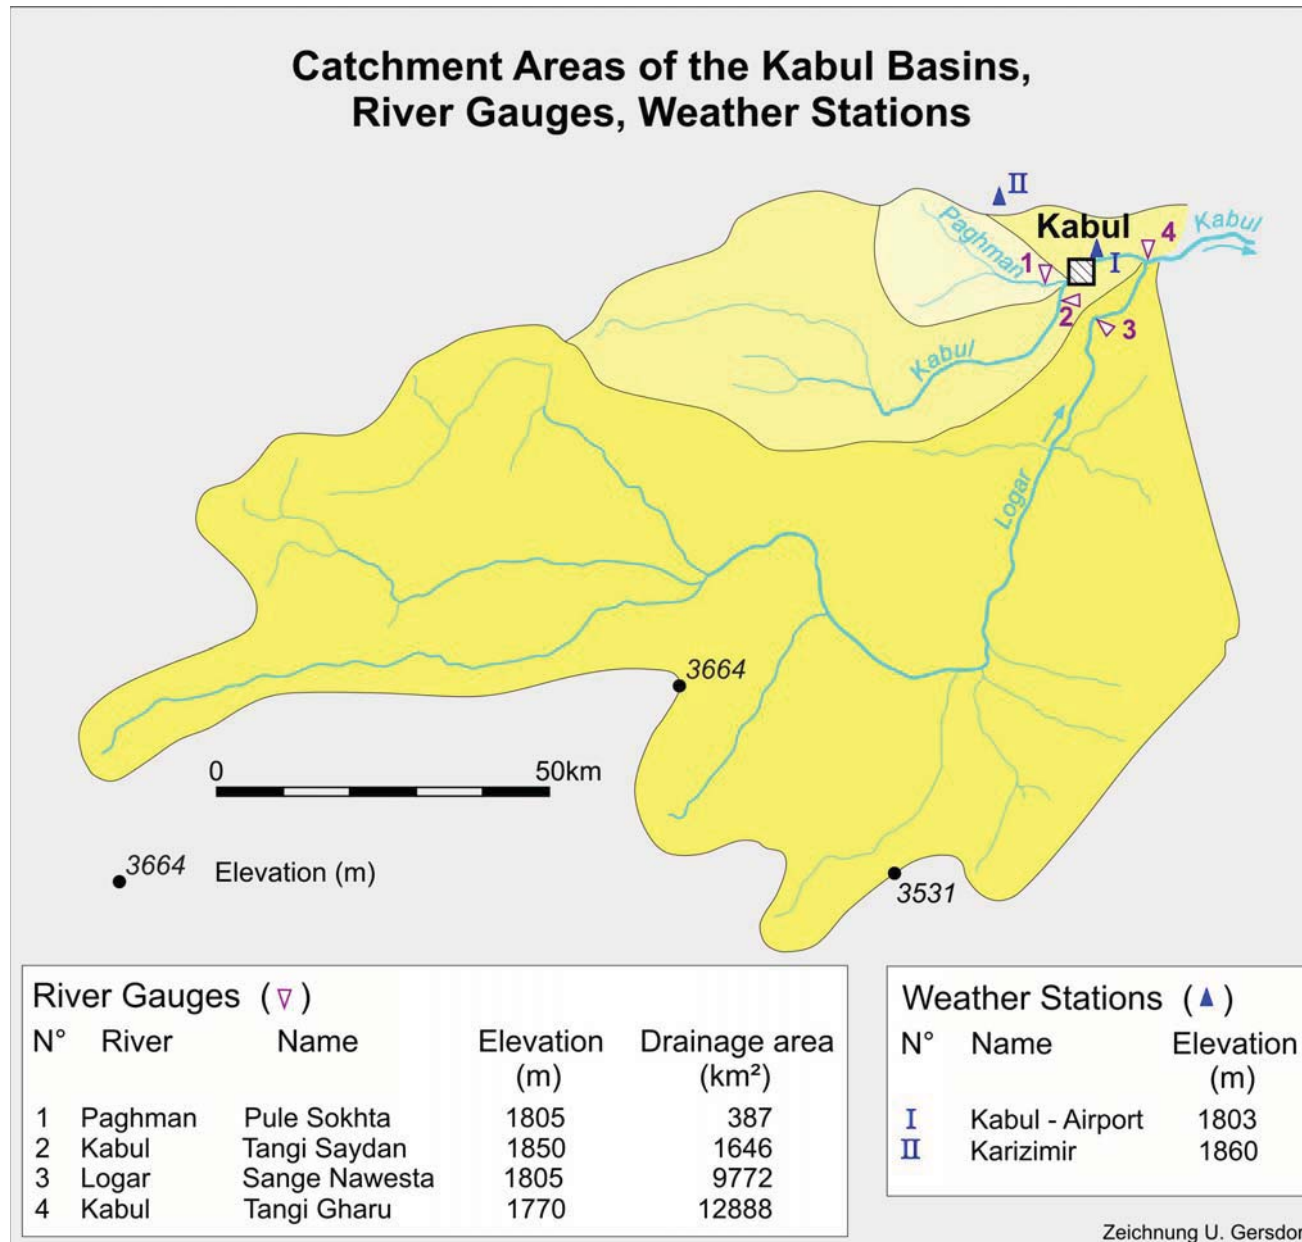 Catchment Areas of the Kabul Basins,
River Gauges, Weather Stations
II
Kabul
Paghman
Kabul
4
1
I
2
3
Kabul
Logar
3664
0 50km
3664 Elevation (m)
3531
River Gauges ( )
N° River Name Elevation Drainage area
(m) (km²)
1 Paghman Pule Sokhta 1805 387
2 Kabul Tangi Saydan 1850 1646
3 Logar Sange Nawesta 1805 9772
4 Kabul Tangi Gharu 1770 12888
Weather Stations ( )
N° Name Elevation
(m)
I Kabul - Airport 1803
II Karizimir 1860
Zeichnung U. Gersdor